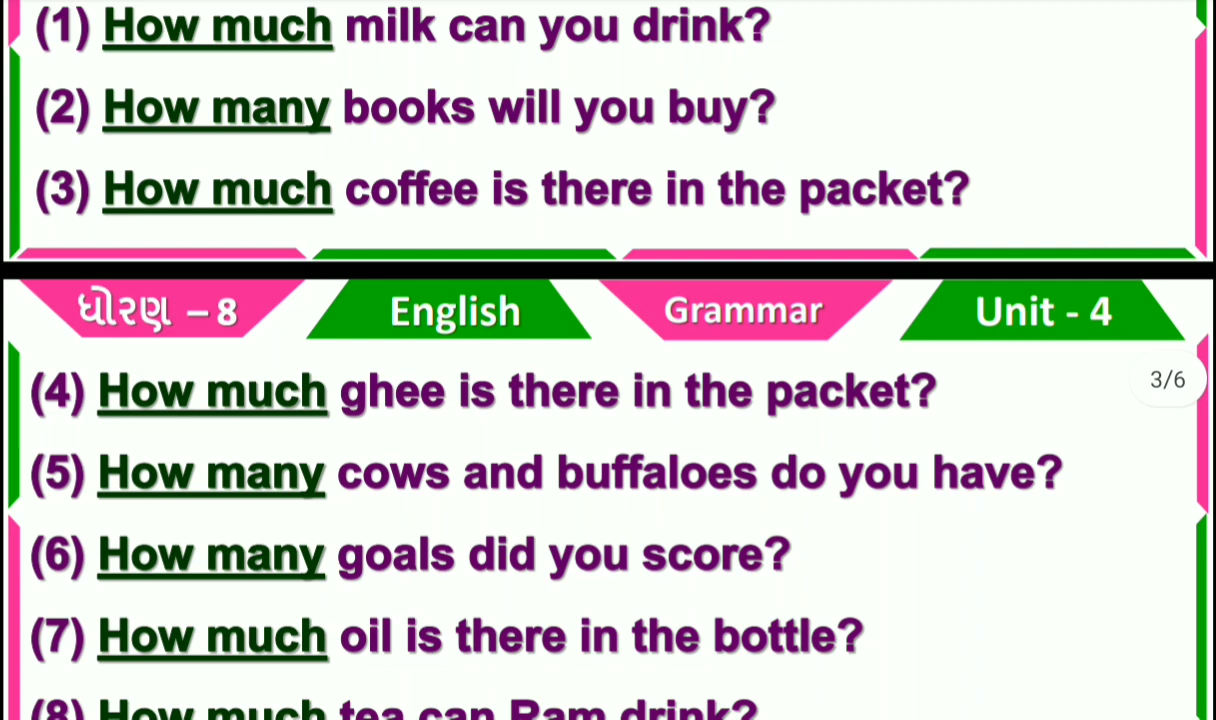 (1) How much milk can you drink?
(2) How many books will you buy?
(3) How much coffee is there in the packet?
ધોરણ – 8 English Grammar Unit - 4
3/6
(4) How much ghee is there in the packet?
(5) How many cows and buffaloes do you have?
(6) How many goals did you score?
(7) How much oil is there in the bottle?
(8) How much tea can Ram drink?